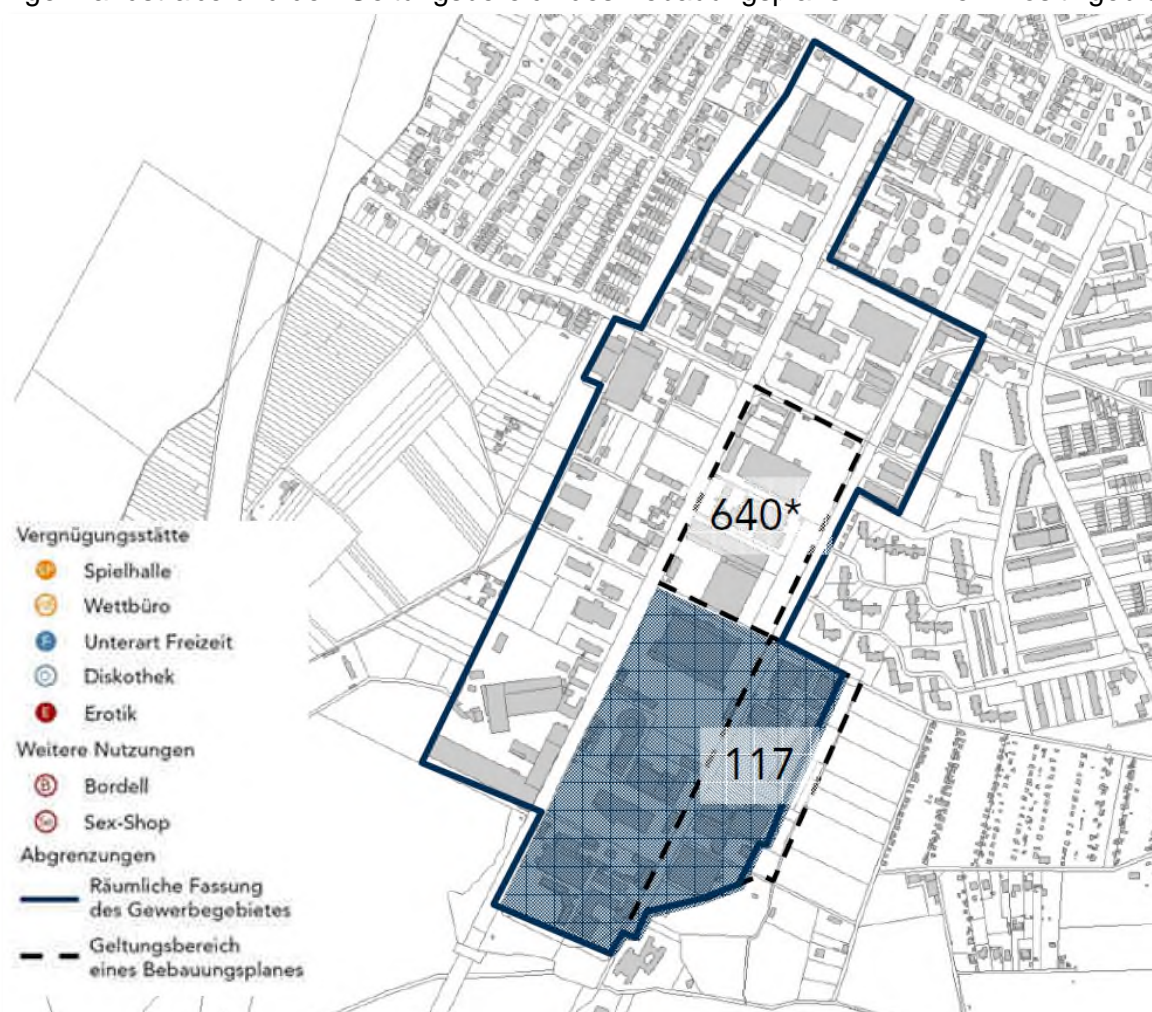 640*
117
Vergnügungsstätte
Spielhalle
Wettbüro
Unterart Freizeit
Diskothek
E Erotik
Weitere Nutzungen
B Bordell
Sex-Shop
Abgrenzungen
Räumliche Fassung
des Gewerbegebietes
Geltungsbereich
eines Bebauungsplanes